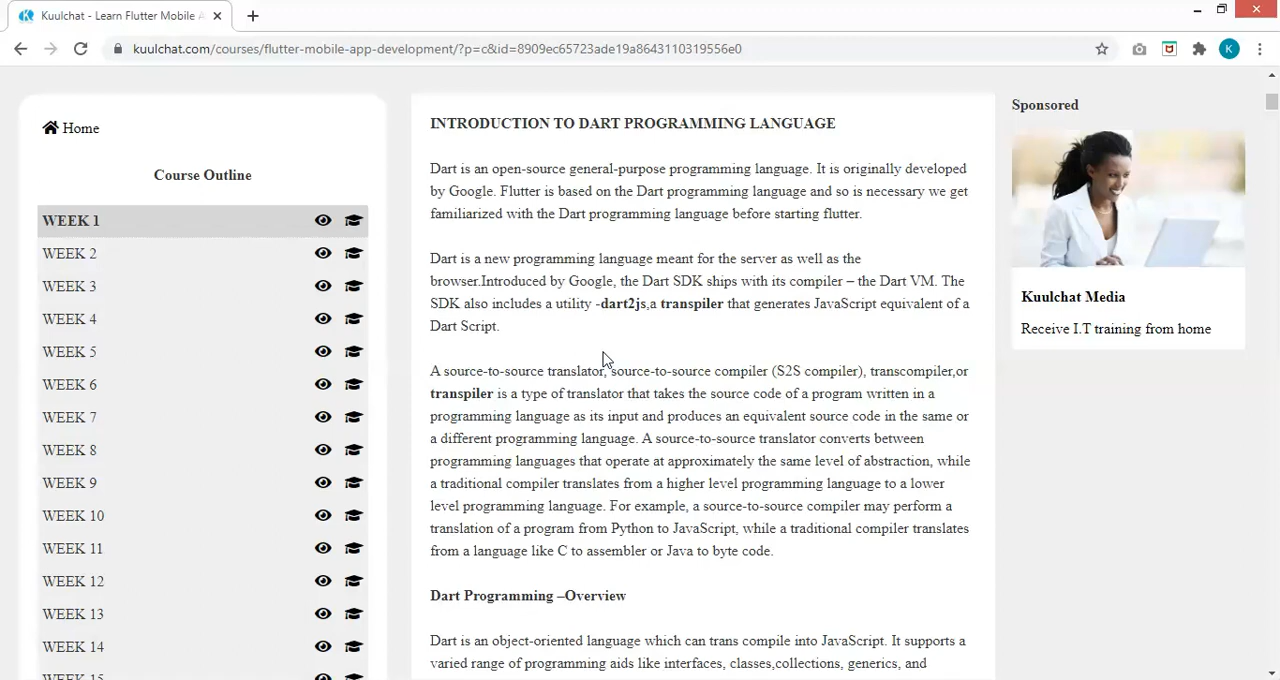 Kuulchat - Learn Flutter Mobile A
kuulchat.com/courses/flutter-mobile-app-development/?p=c&id=8909ec65723ade19a8643110319556e0
K
Home
Course Outline
WEEK 1
WEEK 2
WEEK 3
WEEK 4
WEEK 5
WEEK 6
WEEK 7
WEEK 8
WEEK 9
WEEK 10
WEEK 11
WEEK 12
WEEK 13
WEEK 14
WEEK 15
INTRODUCTION TO DART PROGRAMMING LANGUAGE
Dart is an open-source general-purpose programming language. It is originally developed
by Google. Flutter is based on the Dart programming language and so is necessary we get
familiarized with the Dart programming language before starting flutter.
Dart is a new programming language meant for the server as well as the
browser.Introduced by Google, the Dart SDK ships with its compiler – the Dart VM. The
SDK also includes a utility -dart2js,a transpiler that generates JavaScript equivalent of a
Dart Script.
A source-to-source translator, source-to-source compiler (S2S compiler), transcompiler,or
transpiler is a type of translator that takes the source code of a program written in a
programming language as its input and produces an equivalent source code in the same or
a different programming language. A source-to-source translator converts between
programming languages that operate at approximately the same level of abstraction, while
a traditional compiler translates from a higher level programming language to a lower
level programming language. For example, a source-to-source compiler may perform a
translation of a program from Python to JavaScript, while a traditional compiler translates
from a language like C to assembler or Java to byte code.
Dart Programming –Overview
Dart is an object-oriented language which can trans compile into JavaScript. It supports a
varied range of programming aids like interfaces, classes,collections, generics, and
Sponsored
Kuulchat Media
Receive I.T training from home